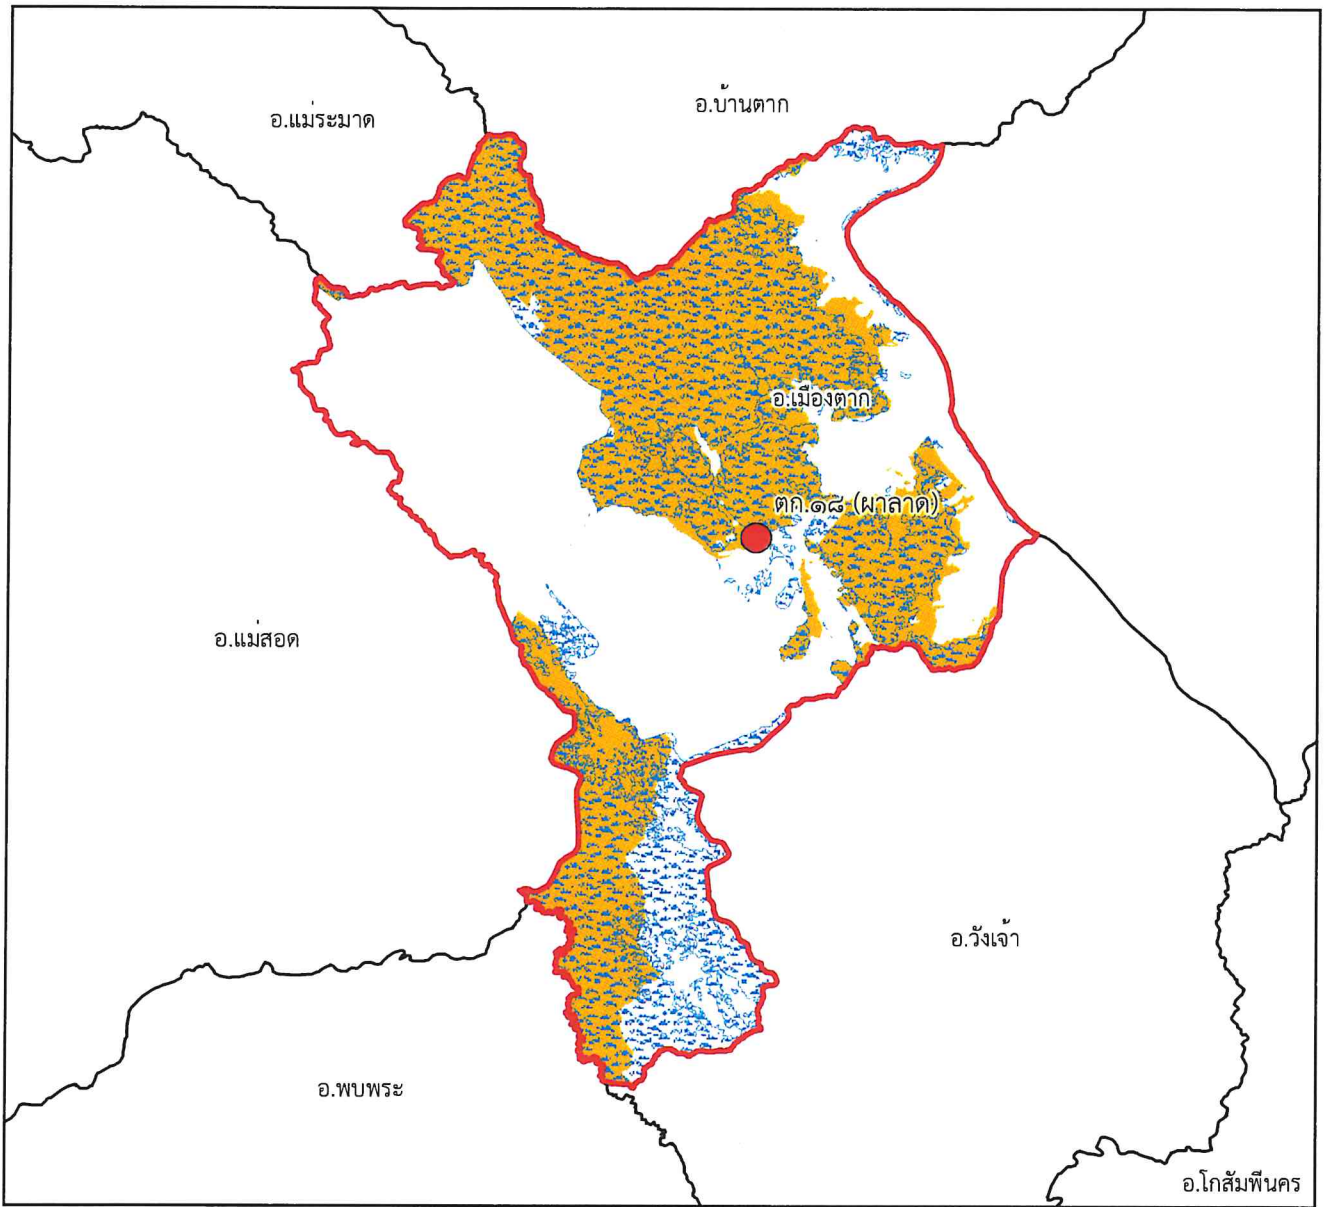 อ.บ้านตาก
อ.แม่ระมาด
อ.เมืองตาก
ตก.๑๘ (ผาลาด)
อ.แม่สอด
อ.วังเจ้า
อ.พบพระ
อ.โกสัมพีนคร